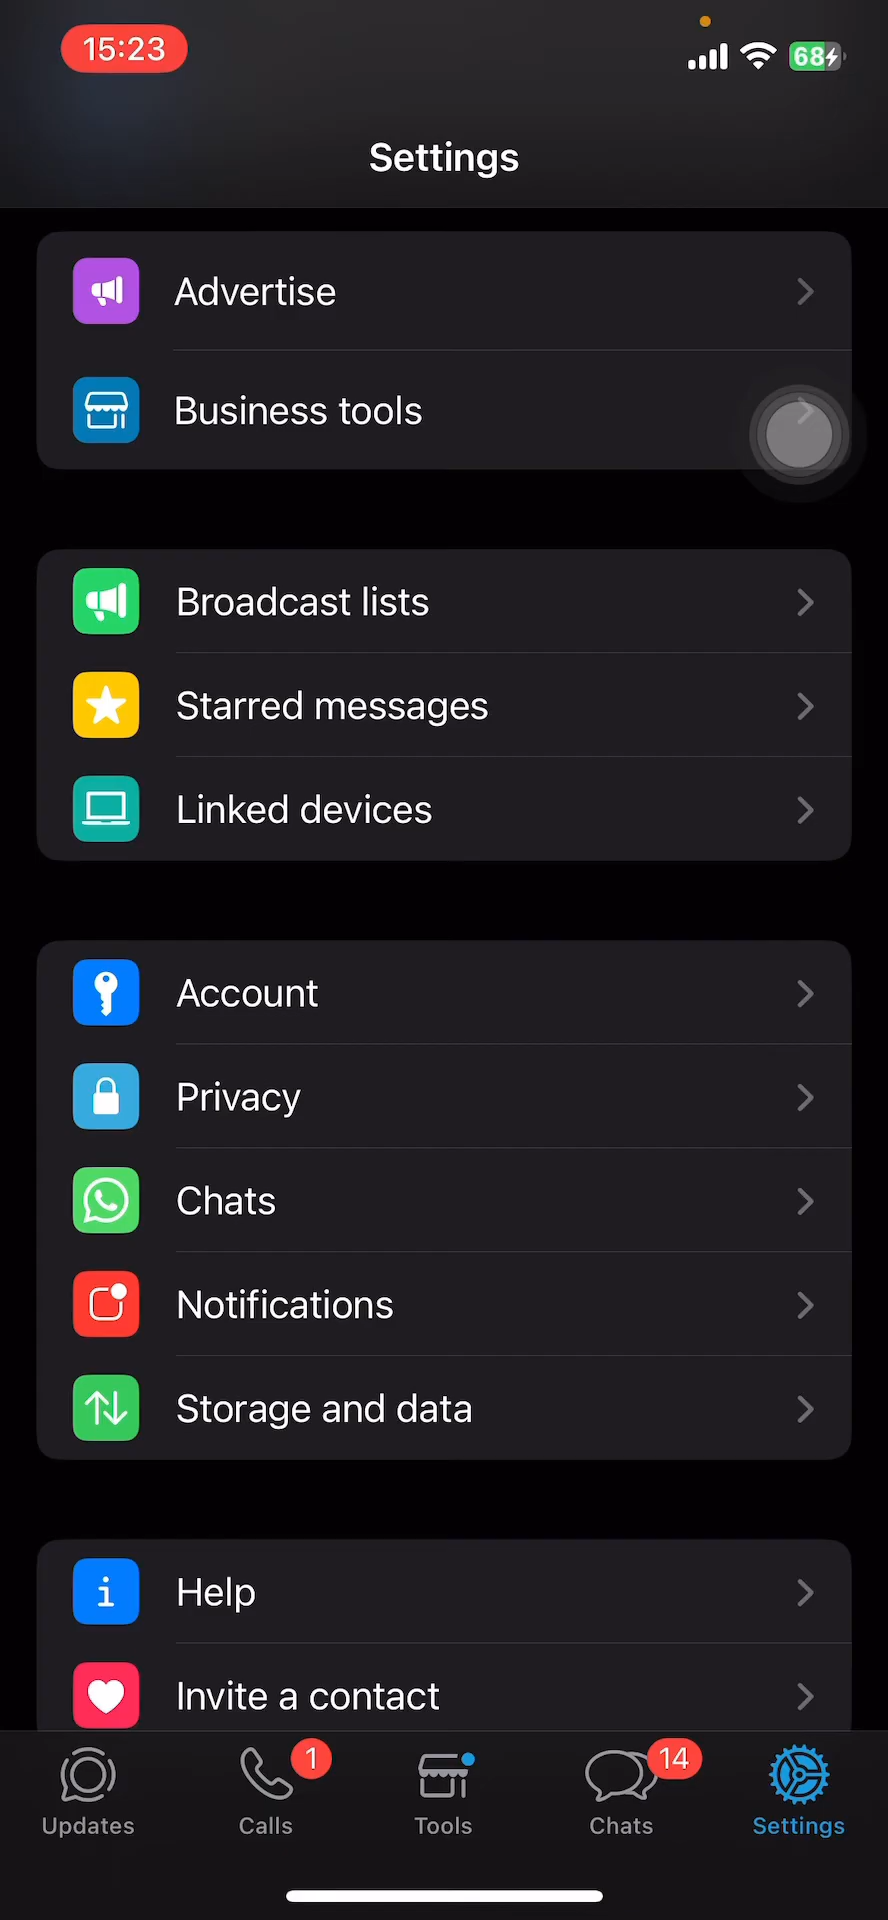 15:23
68
Settings
Advertise
Business tools
Broadcast lists
Starred messages
Linked devices
Account
Privacy
Chats
Notifications
Storage and data
Help
Invite a contact
1
14
Updates
Calls
Tools
Chats
Settings